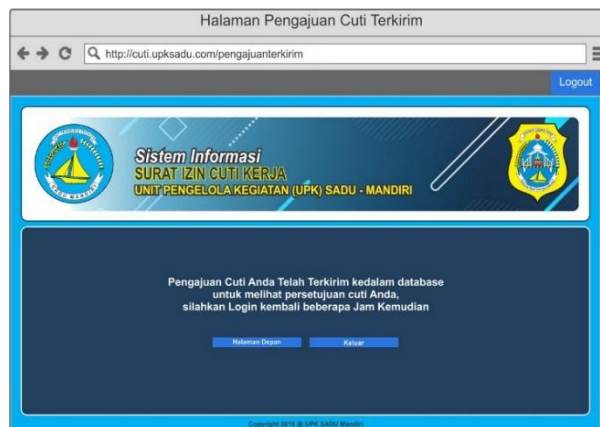 Halaman Pengajuan Cuti Terkirim
http://cuti.upksadu.com/pengajuanterkirim
Logout
Sistem Informasi
SURAT IZIN CUTI KERJA
UNIT PENGELOLA KEGIATAN (UPK) SADU - MANDIRI
SADU MANDIRI
Pengajuan Cuti Anda Telah Terkirim kedalam database
untuk melihat persetujuan cuti Anda,
silahkan Login kembali beberapa Jam Kemudian
Halaman Depan
Keluar
Copyright 2019 @ UPK SADU Mandiri